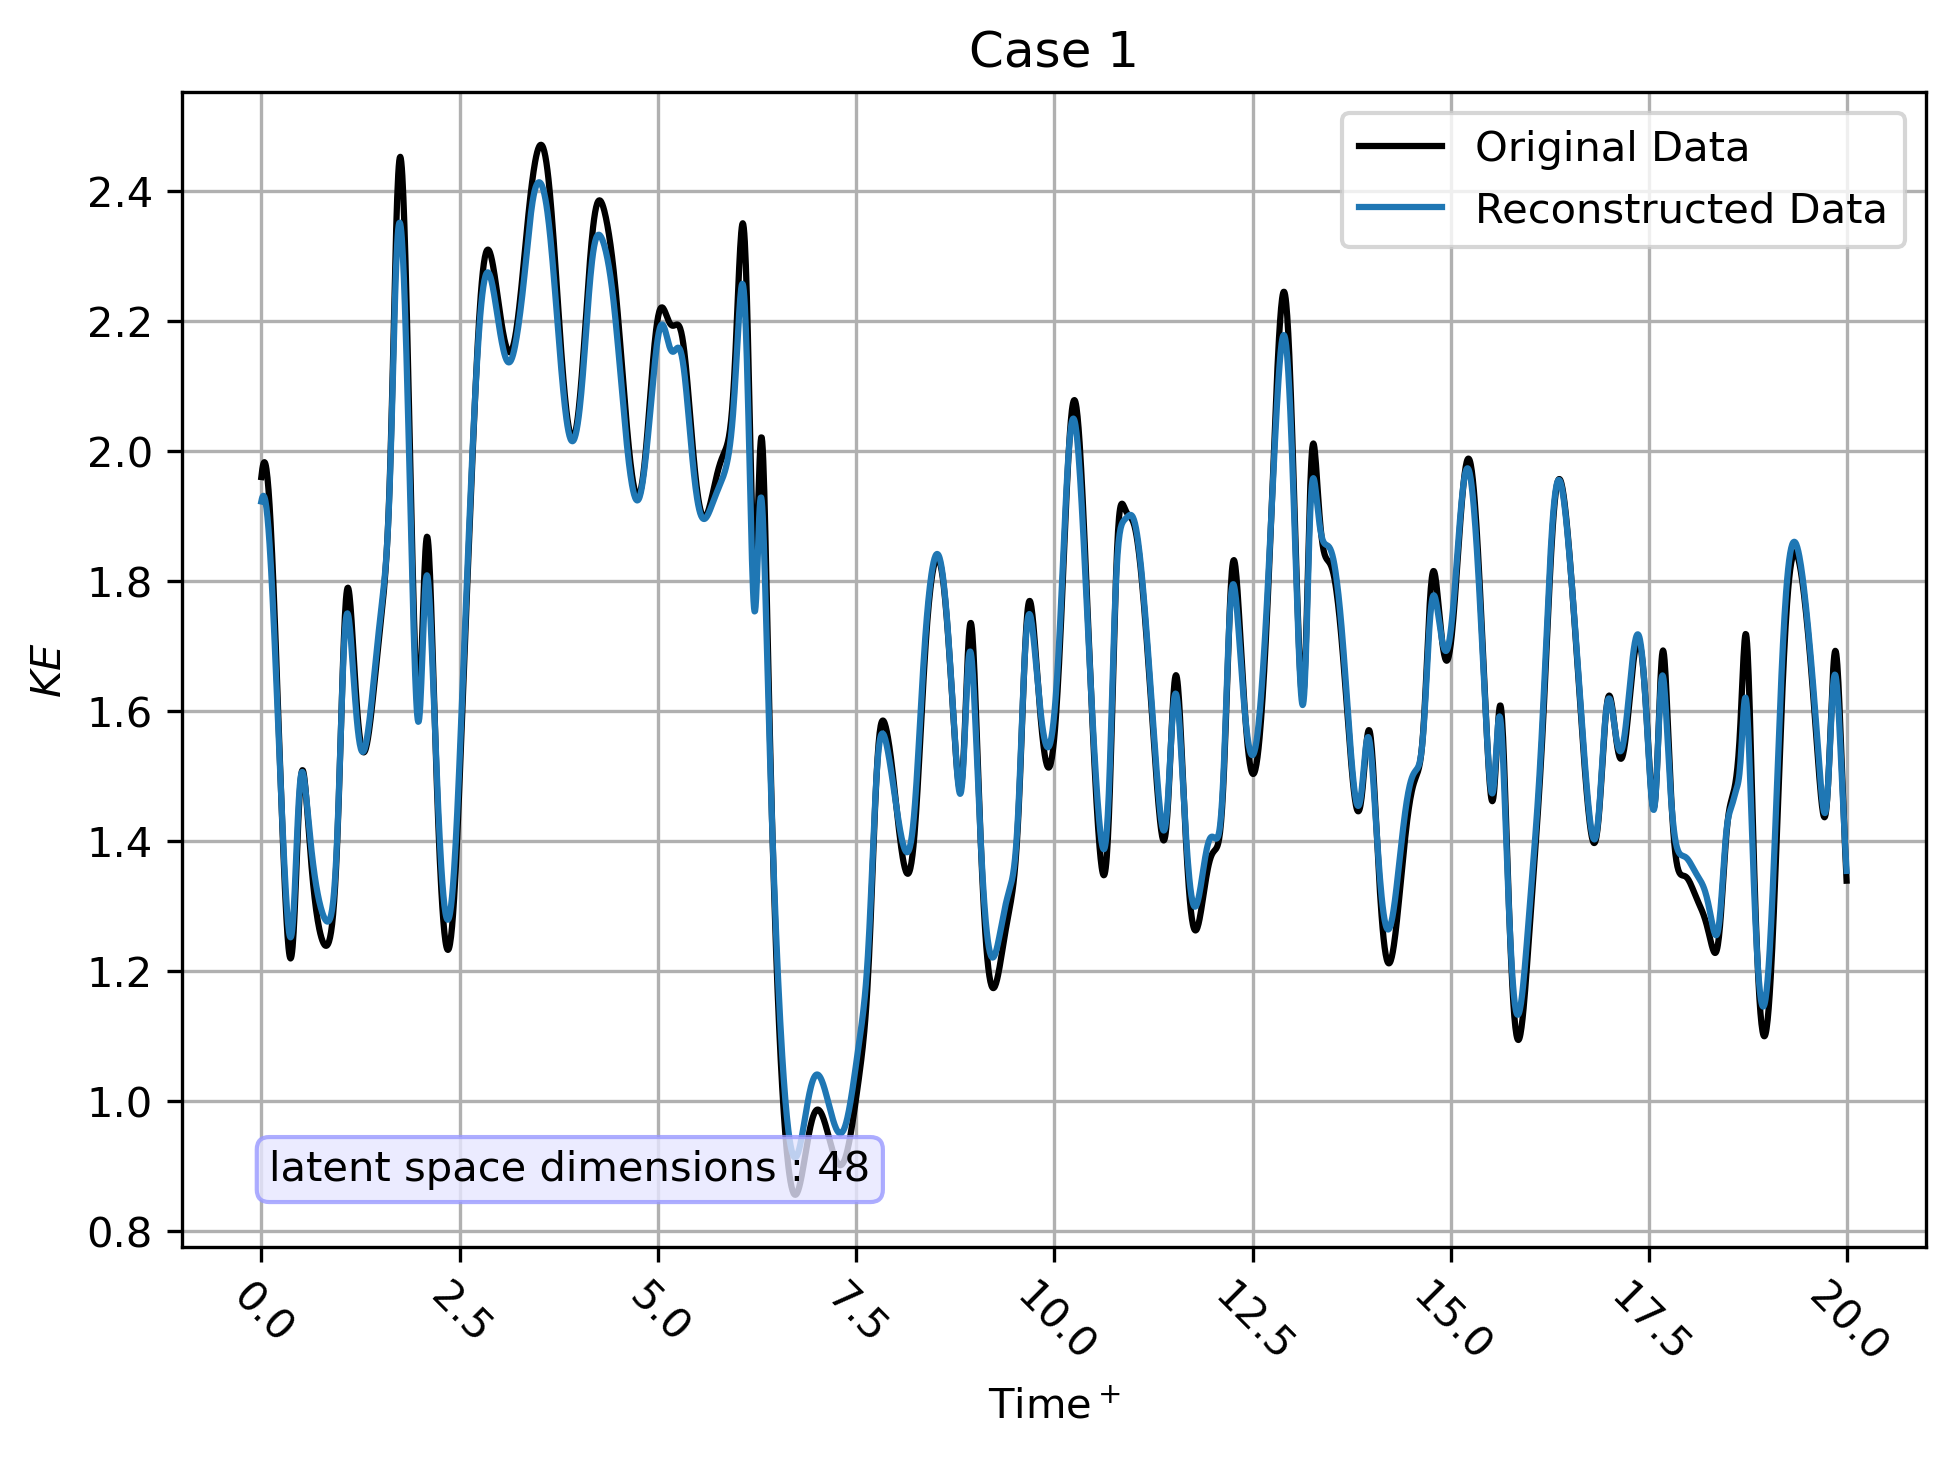 Case 1
Original Data
Reconstructed Data
2.4
2.2
2.0
1.8
1.6
1.4
1.2
1.0
0.8
KE
latent space dimensions : 48
0.0 2.5 5.0 7.5 10.0 12.5 15.0 17.5 20.0
Time⁺